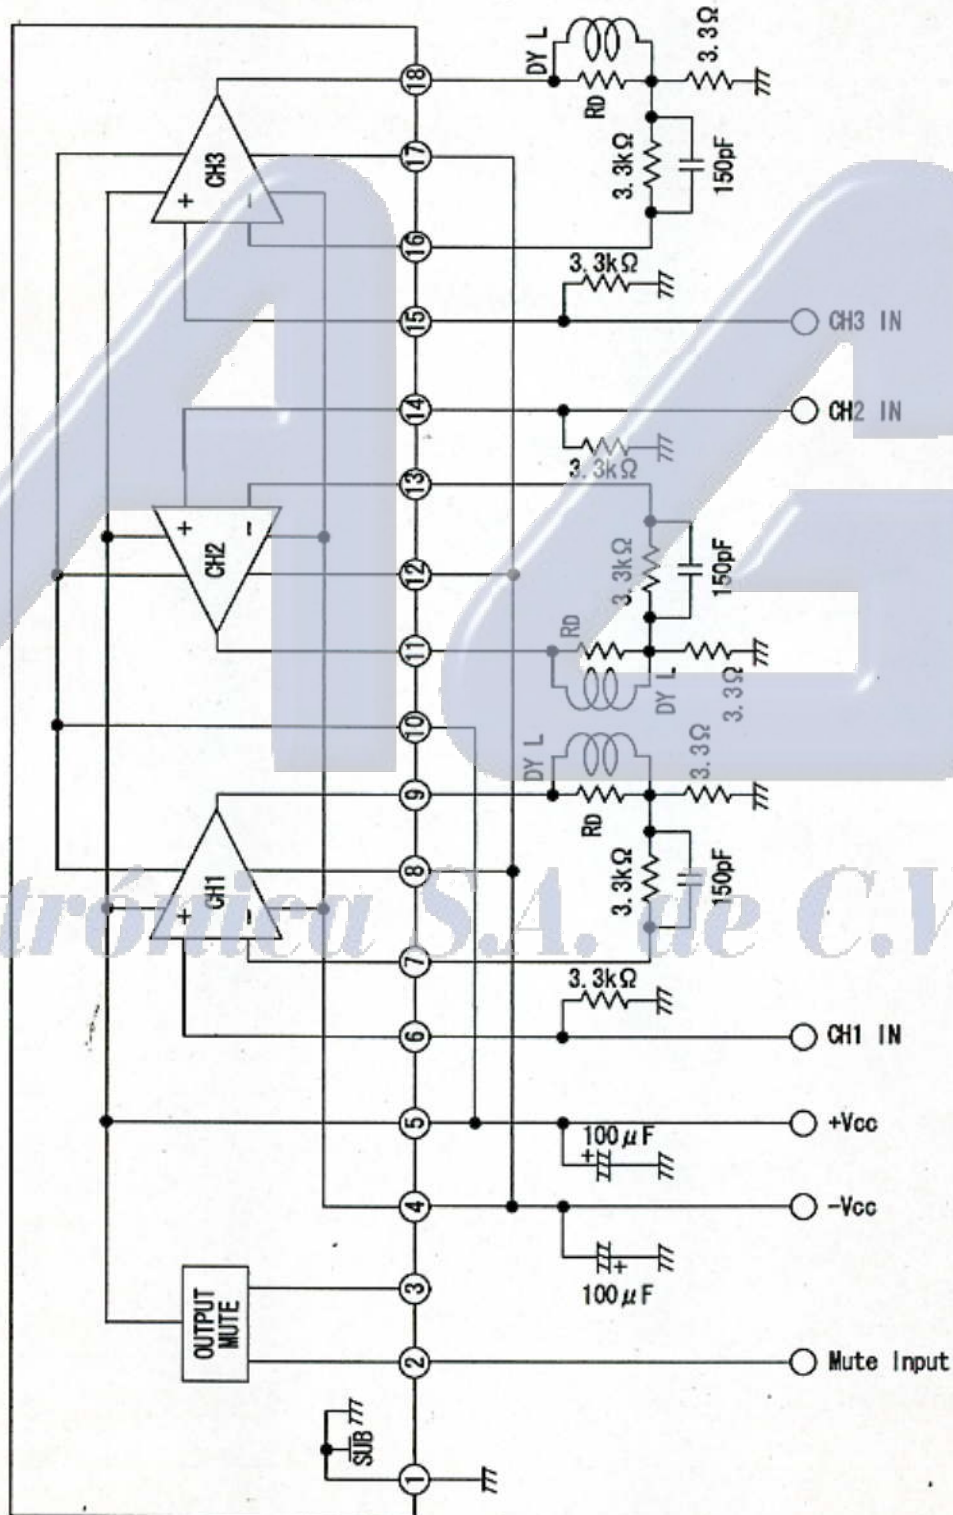 DY L
3.3Ω
RD
18
CH3
+
−
17
3.3kΩ
150pF
16
3.3kΩ
15
CH3 IN
14
CH2 IN
3.3kΩ
13
+
−
CH2
12
3.3kΩ
150pF
RD
11
DY L
3.3Ω
10
DY L
3.3Ω
9
RD
CH1
+
−
8
3.3kΩ
150pF
trónica S.A. de C.V
7
3.3kΩ
6
CH1 IN
5
+Vcc
100μF
+
4
-Vcc
+
100μF
3
OUTPUT
MUTE
2
Mute Input
SUB
1